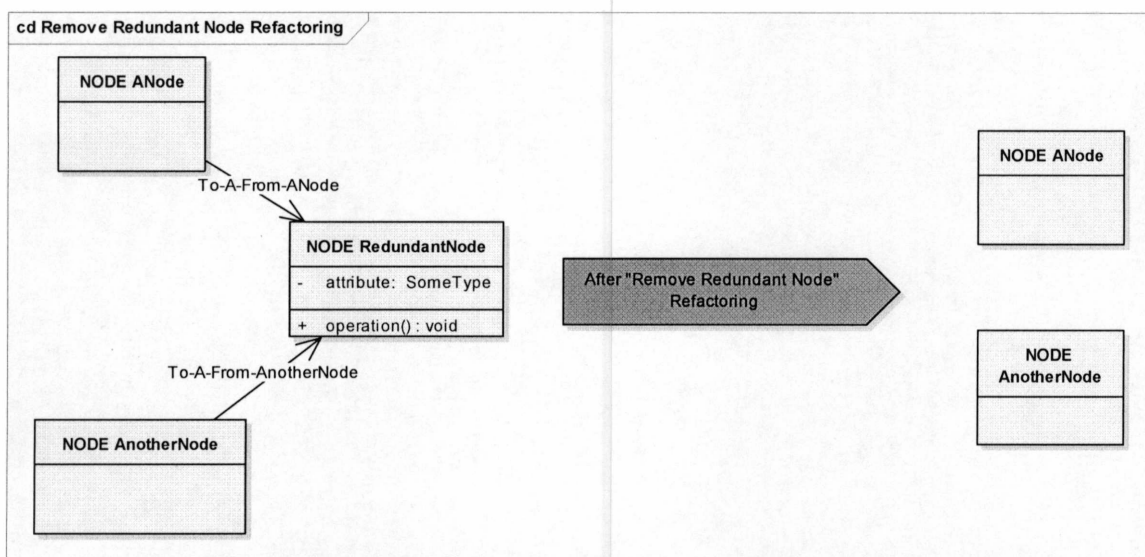 cd Remove Redundant Node Refactoring
NODE ANode
To-A-From-ANode
NODE RedundantNode
- attribute: SomeType
+ operation() : void
To-A-From-AnotherNode
NODE AnotherNode
After "Remove Redundant Node"
Refactoring
NODE ANode
NODE
AnotherNode